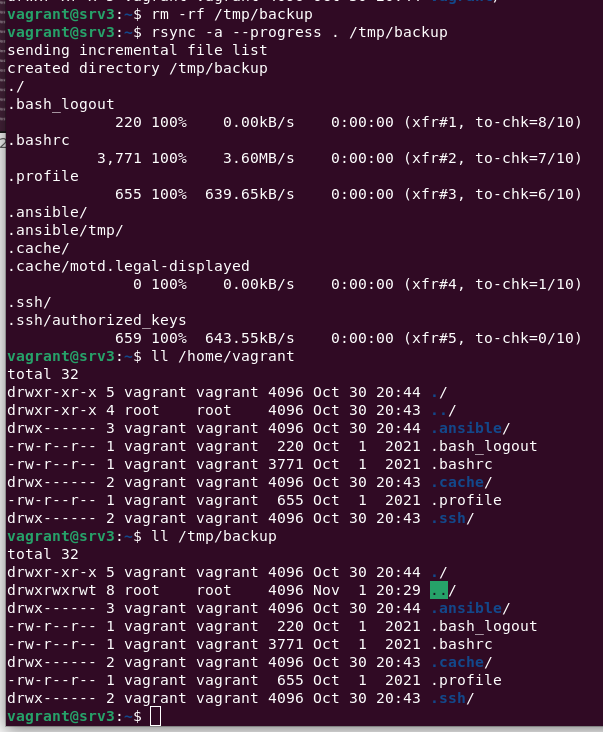 vagrant@srv3:~$ rm -rf /tmp/backup
vagrant@srv3:~$ rsync -a --progress . /tmp/backup
sending incremental file list
created directory /tmp/backup
./
.bash_logout
            220 100%    0.00kB/s    0:00:00 (xfr#1, to-chk=8/10)
.bashrc
          3,771 100%    3.60MB/s    0:00:00 (xfr#2, to-chk=7/10)
.profile
            655 100%  639.65kB/s    0:00:00 (xfr#3, to-chk=6/10)
.ansible/
.ansible/tmp/
.cache/
.cache/motd.legal-displayed
              0 100%    0.00kB/s    0:00:00 (xfr#4, to-chk=1/10)
.ssh/
.ssh/authorized_keys
            659 100%  643.55kB/s    0:00:00 (xfr#5, to-chk=0/10)
vagrant@srv3:~$ ll /home/vagrant
total 32
drwxr-xr-x 5 vagrant vagrant 4096 Oct 30 20:44 ./
drwxr-xr-x 4 root    root    4096 Oct 30 20:43 ../
drwx------ 3 vagrant vagrant 4096 Oct 30 20:44 .ansible/
-rw-r--r-- 1 vagrant vagrant  220 Oct  1  2021 .bash_logout
-rw-r--r-- 1 vagrant vagrant 3771 Oct  1  2021 .bashrc
drwx------ 2 vagrant vagrant 4096 Oct 30 20:43 .cache/
-rw-r--r-- 1 vagrant vagrant  655 Oct  1  2021 .profile
drwx------ 2 vagrant vagrant 4096 Oct 30 20:43 .ssh/
vagrant@srv3:~$ ll /tmp/backup
total 32
drwxr-xr-x 5 vagrant vagrant 4096 Oct 30 20:44 ./
drwxrwxrwt 8 root    root    4096 Nov  1 20:29 ../
drwx------ 3 vagrant vagrant 4096 Oct 30 20:44 .ansible/
-rw-r--r-- 1 vagrant vagrant  220 Oct  1  2021 .bash_logout
-rw-r--r-- 1 vagrant vagrant 3771 Oct  1  2021 .bashrc
drwx------ 2 vagrant vagrant 4096 Oct 30 20:43 .cache/
-rw-r--r-- 1 vagrant vagrant  655 Oct  1  2021 .profile
drwx------ 2 vagrant vagrant 4096 Oct 30 20:43 .ssh/
vagrant@srv3:~$